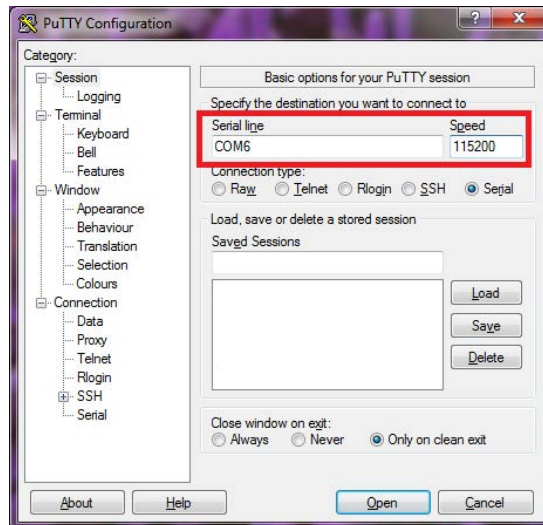 PuTTY Configuration
?
X
Category:
Session
Logging
Terminal
Keyboard
Bell
Features
Window
Appearance
Behaviour
Translation
Selection
Colours
Connection
Data
Proxy
Telnet
Rlogin
SSH
Serial
Basic options for your PuTTY session
Specify the destination you want to connect to
Serial line Speed
COM6 115200
Connection type:
Raw Telnet Rlogin SSH Serial
Load, save or delete a stored session
Saved Sessions
Load
Save
Delete
Close window on exit:
Always Never Only on clean exit
About Help Open Cancel